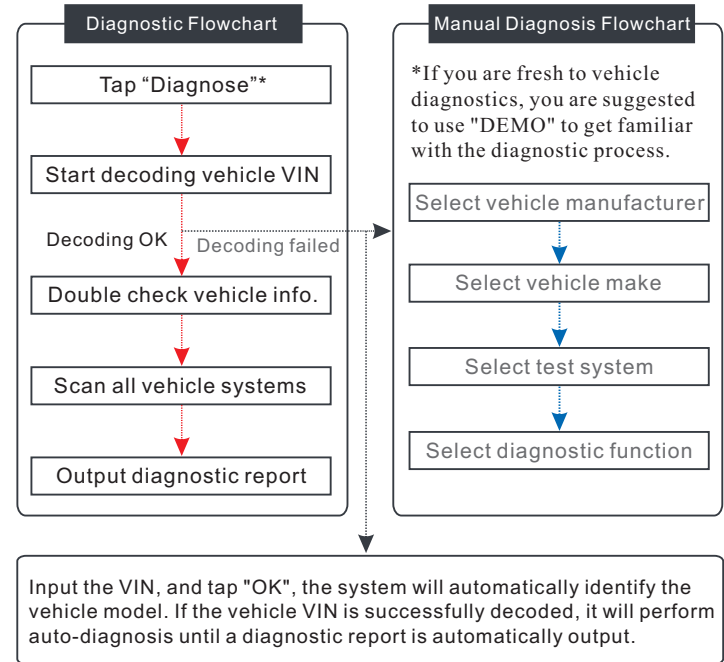 Diagnostic Flowchart
Tap “Diagnose”*
Start decoding vehicle VIN
Decoding OK
Decoding failed
Double check vehicle info.
Scan all vehicle systems
Output diagnostic report
Manual Diagnosis Flowchart
*If you are fresh to vehicle
diagnostics, you are suggested
to use "DEMO" to get familiar
with the diagnostic process.
Select vehicle manufacturer
Select vehicle make
Select test system
Select diagnostic function
Input the VIN, and tap "OK", the system will automatically identify the
vehicle model. If the vehicle VIN is successfully decoded, it will perform
auto-diagnosis until a diagnostic report is automatically output.